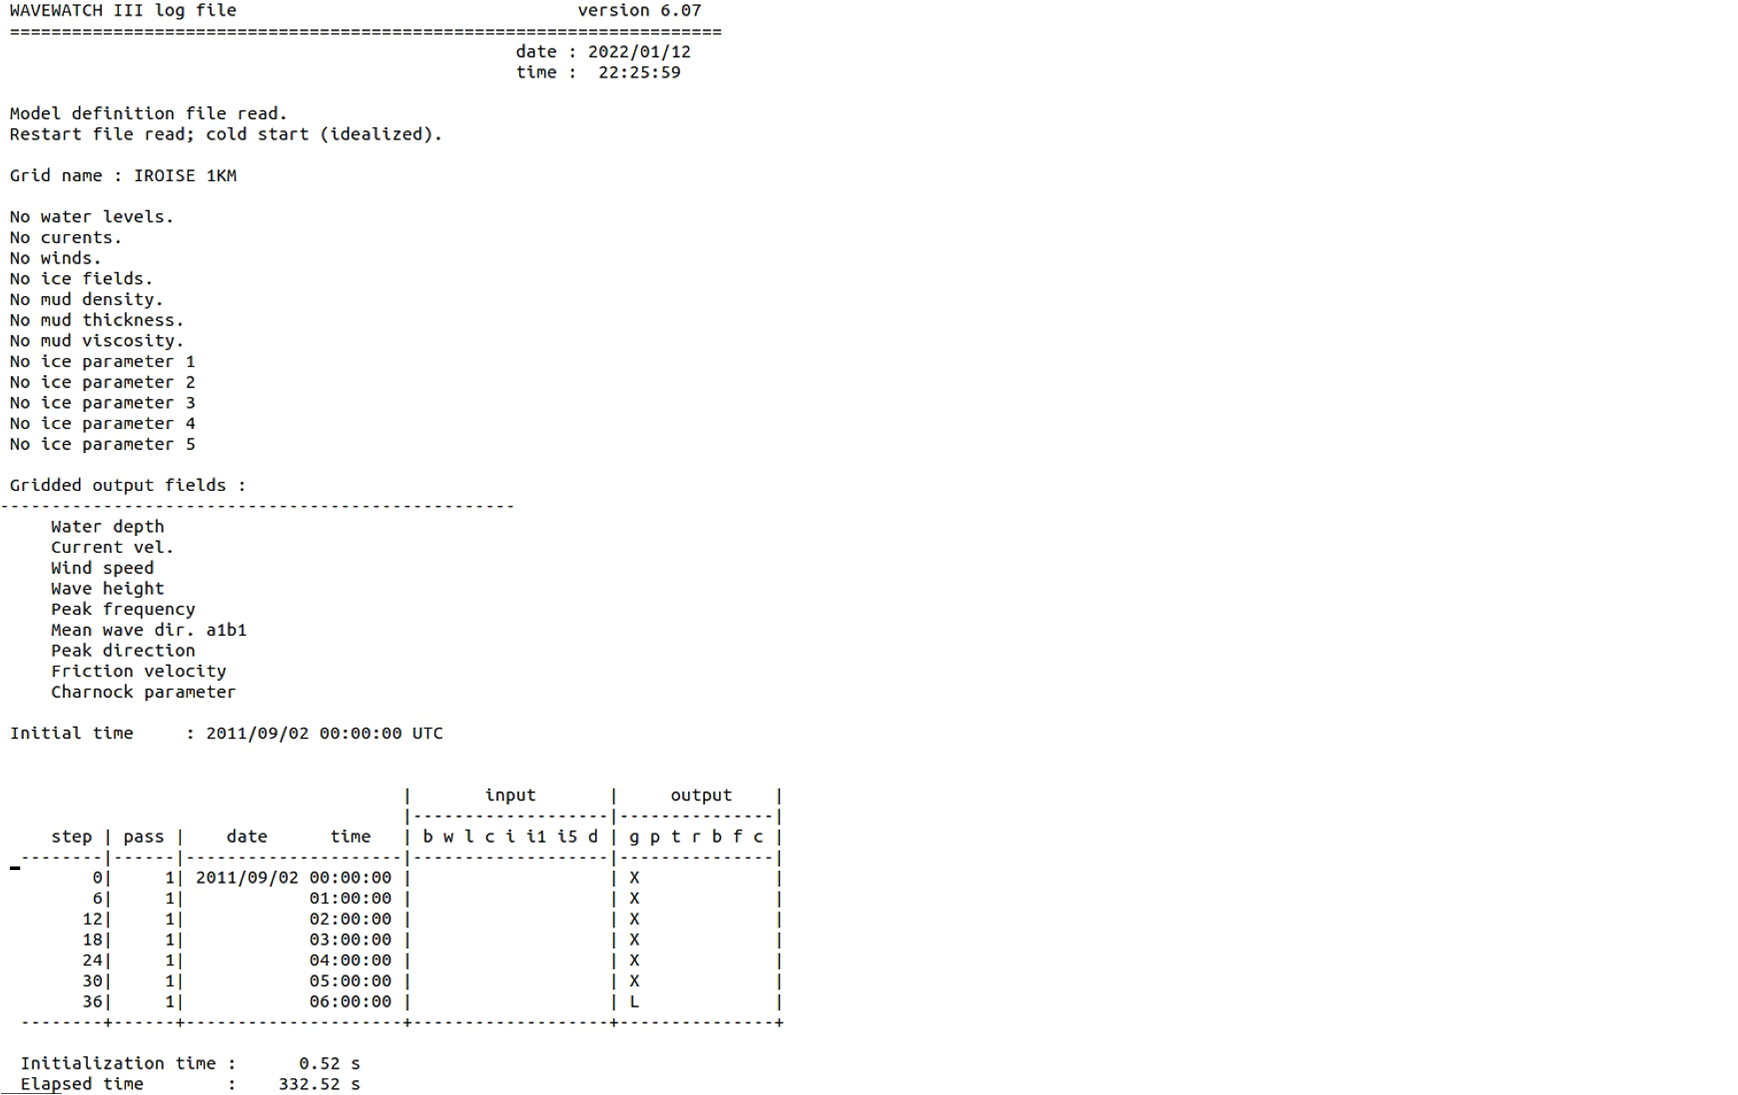 WAVEWATCH III log file                                 version 6.07
=====================================================================
                                                 date : 2022/01/12
                                                 time :  22:25:59
Model definition file read.
Restart file read; cold start (idealized).
Grid name : IROISE 1KM
No water levels.
No curents.
No winds.
No ice fields.
No mud density.
No mud thickness.
No mud viscosity.
No ice parameter 1
No ice parameter 2
No ice parameter 3
No ice parameter 4
No ice parameter 5
Gridded output fields :
--------------------------------------------------
    Water depth
    Current vel.
    Wind speed
    Wave height
    Peak frequency
    Mean wave dir. a1b1
    Peak direction
    Friction velocity
    Charnock parameter
Initial time     : 2011/09/02 00:00:00 UTC
                                      |       input       |     output    |
                                      |-------------------|---------------|
    step | pass |    date      time   | b w l c i i1 i5 d | g p t r b f c |
 --------|------|---------------------|-------------------|---------------|
        0|     1| 2011/09/02 00:00:00 |                   | X             |
        6|     1|            01:00:00 |                   | X             |
       12|     1|            02:00:00 |                   | X             |
       18|     1|            03:00:00 |                   | X             |
       24|     1|            04:00:00 |                   | X             |
       30|     1|            05:00:00 |                   | X             |
       36|     1|            06:00:00 |                   | L             |
 --------+------+---------------------+-------------------+---------------+
 Initialization time :      0.52 s
 Elapsed time        :    332.52 s